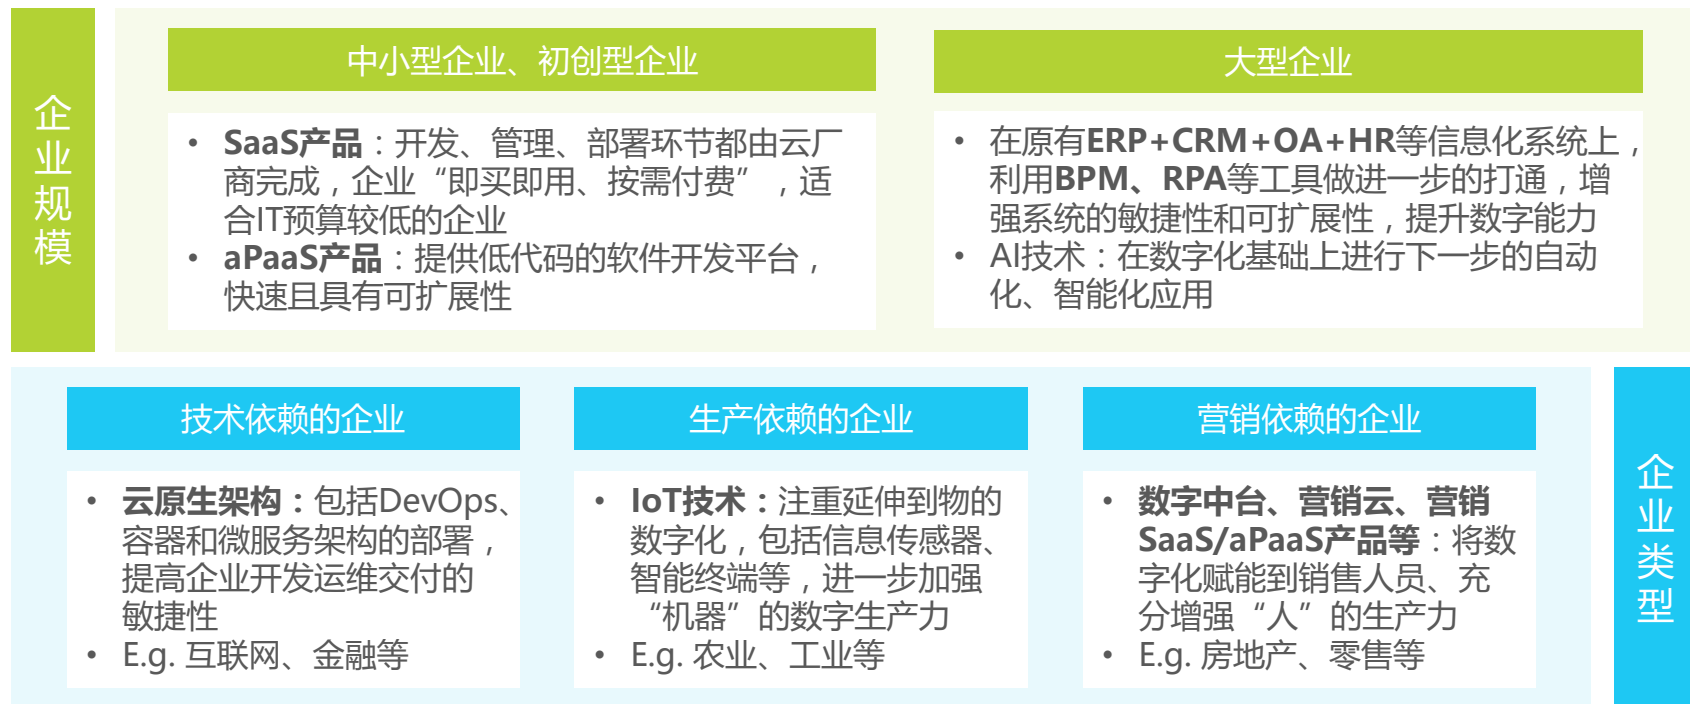 企业规模
中小型企业、初创型企业
• SaaS产品：开发、管理、部署环节都由云厂
商完成，企业“即买即用、按需付费”，适
合IT预算较低的企业
• aPaaS产品：提供低代码的软件开发平台，
快速且具有可扩展性
大型企业
• 在原有ERP+CRM+OA+HR等信息化系统上，
利用BPM、RPA等工具做进一步的打通，增
强系统的敏捷性和可扩展性，提升数字能力
• AI技术：在数字化基础上进行下一步的自动
化、智能化应用
技术依赖的企业
• 云原生架构：包括DevOps、
容器和微服务架构的部署，
提高企业开发运维交付的
敏捷性
• E.g. 互联网、金融等
生产依赖的企业
• IoT技术：注重延伸到物的
数字化，包括信息传感器、
智能终端等，进一步加强
“机器”的数字生产力
• E.g. 农业、工业等
营销依赖的企业
• 数字中台、营销云、营销
SaaS/aPaaS产品等：将数
字化赋能到销售人员、充
分增强“人”的生产力
• E.g. 房地产、零售等
企业类型